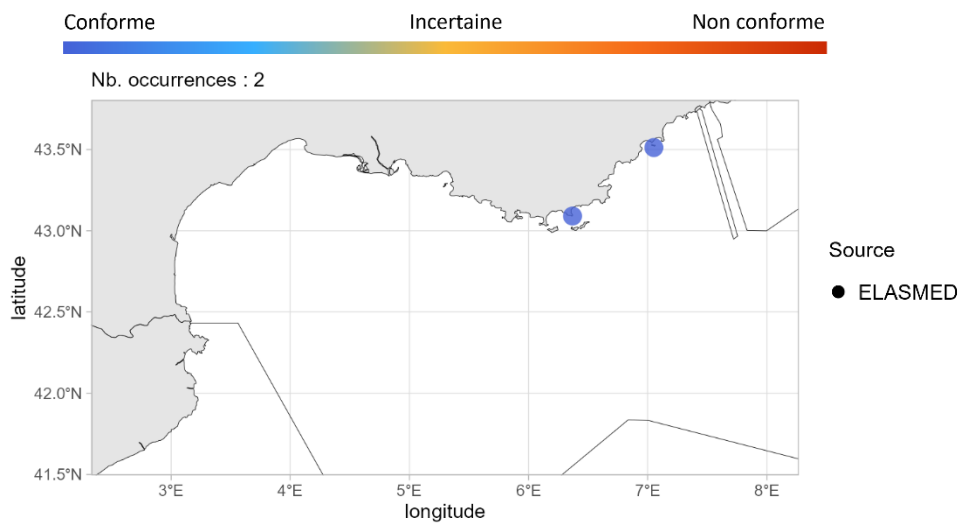 Conforme Incertaine Non conforme
Nb. occurrences : 2
43.5°N
43.0°N
42.5°N
42.0°N
41.5°N
latitude
3°E 4°E 5°E 6°E 7°E 8°E
longitude
Source
ELASMED